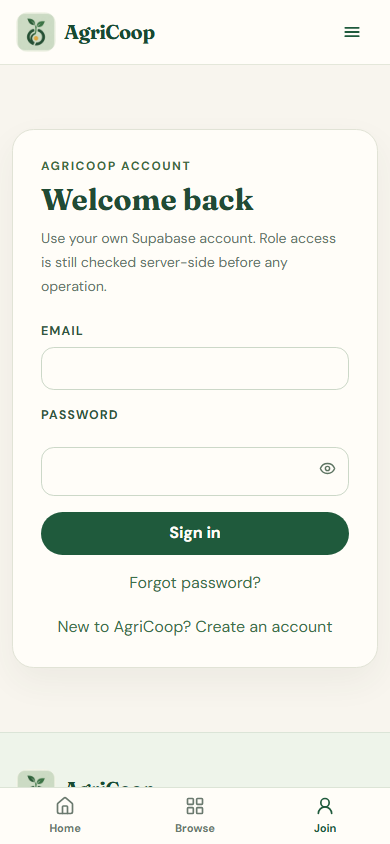 AgriCoop
AGRICOOP ACCOUNT
Welcome back
Use your own Supabase account. Role access
is still checked server-side before any
operation.
EMAIL
PASSWORD
Sign in
Forgot password?
New to AgriCoop? Create an account
AgriCoop
Home Browse Join